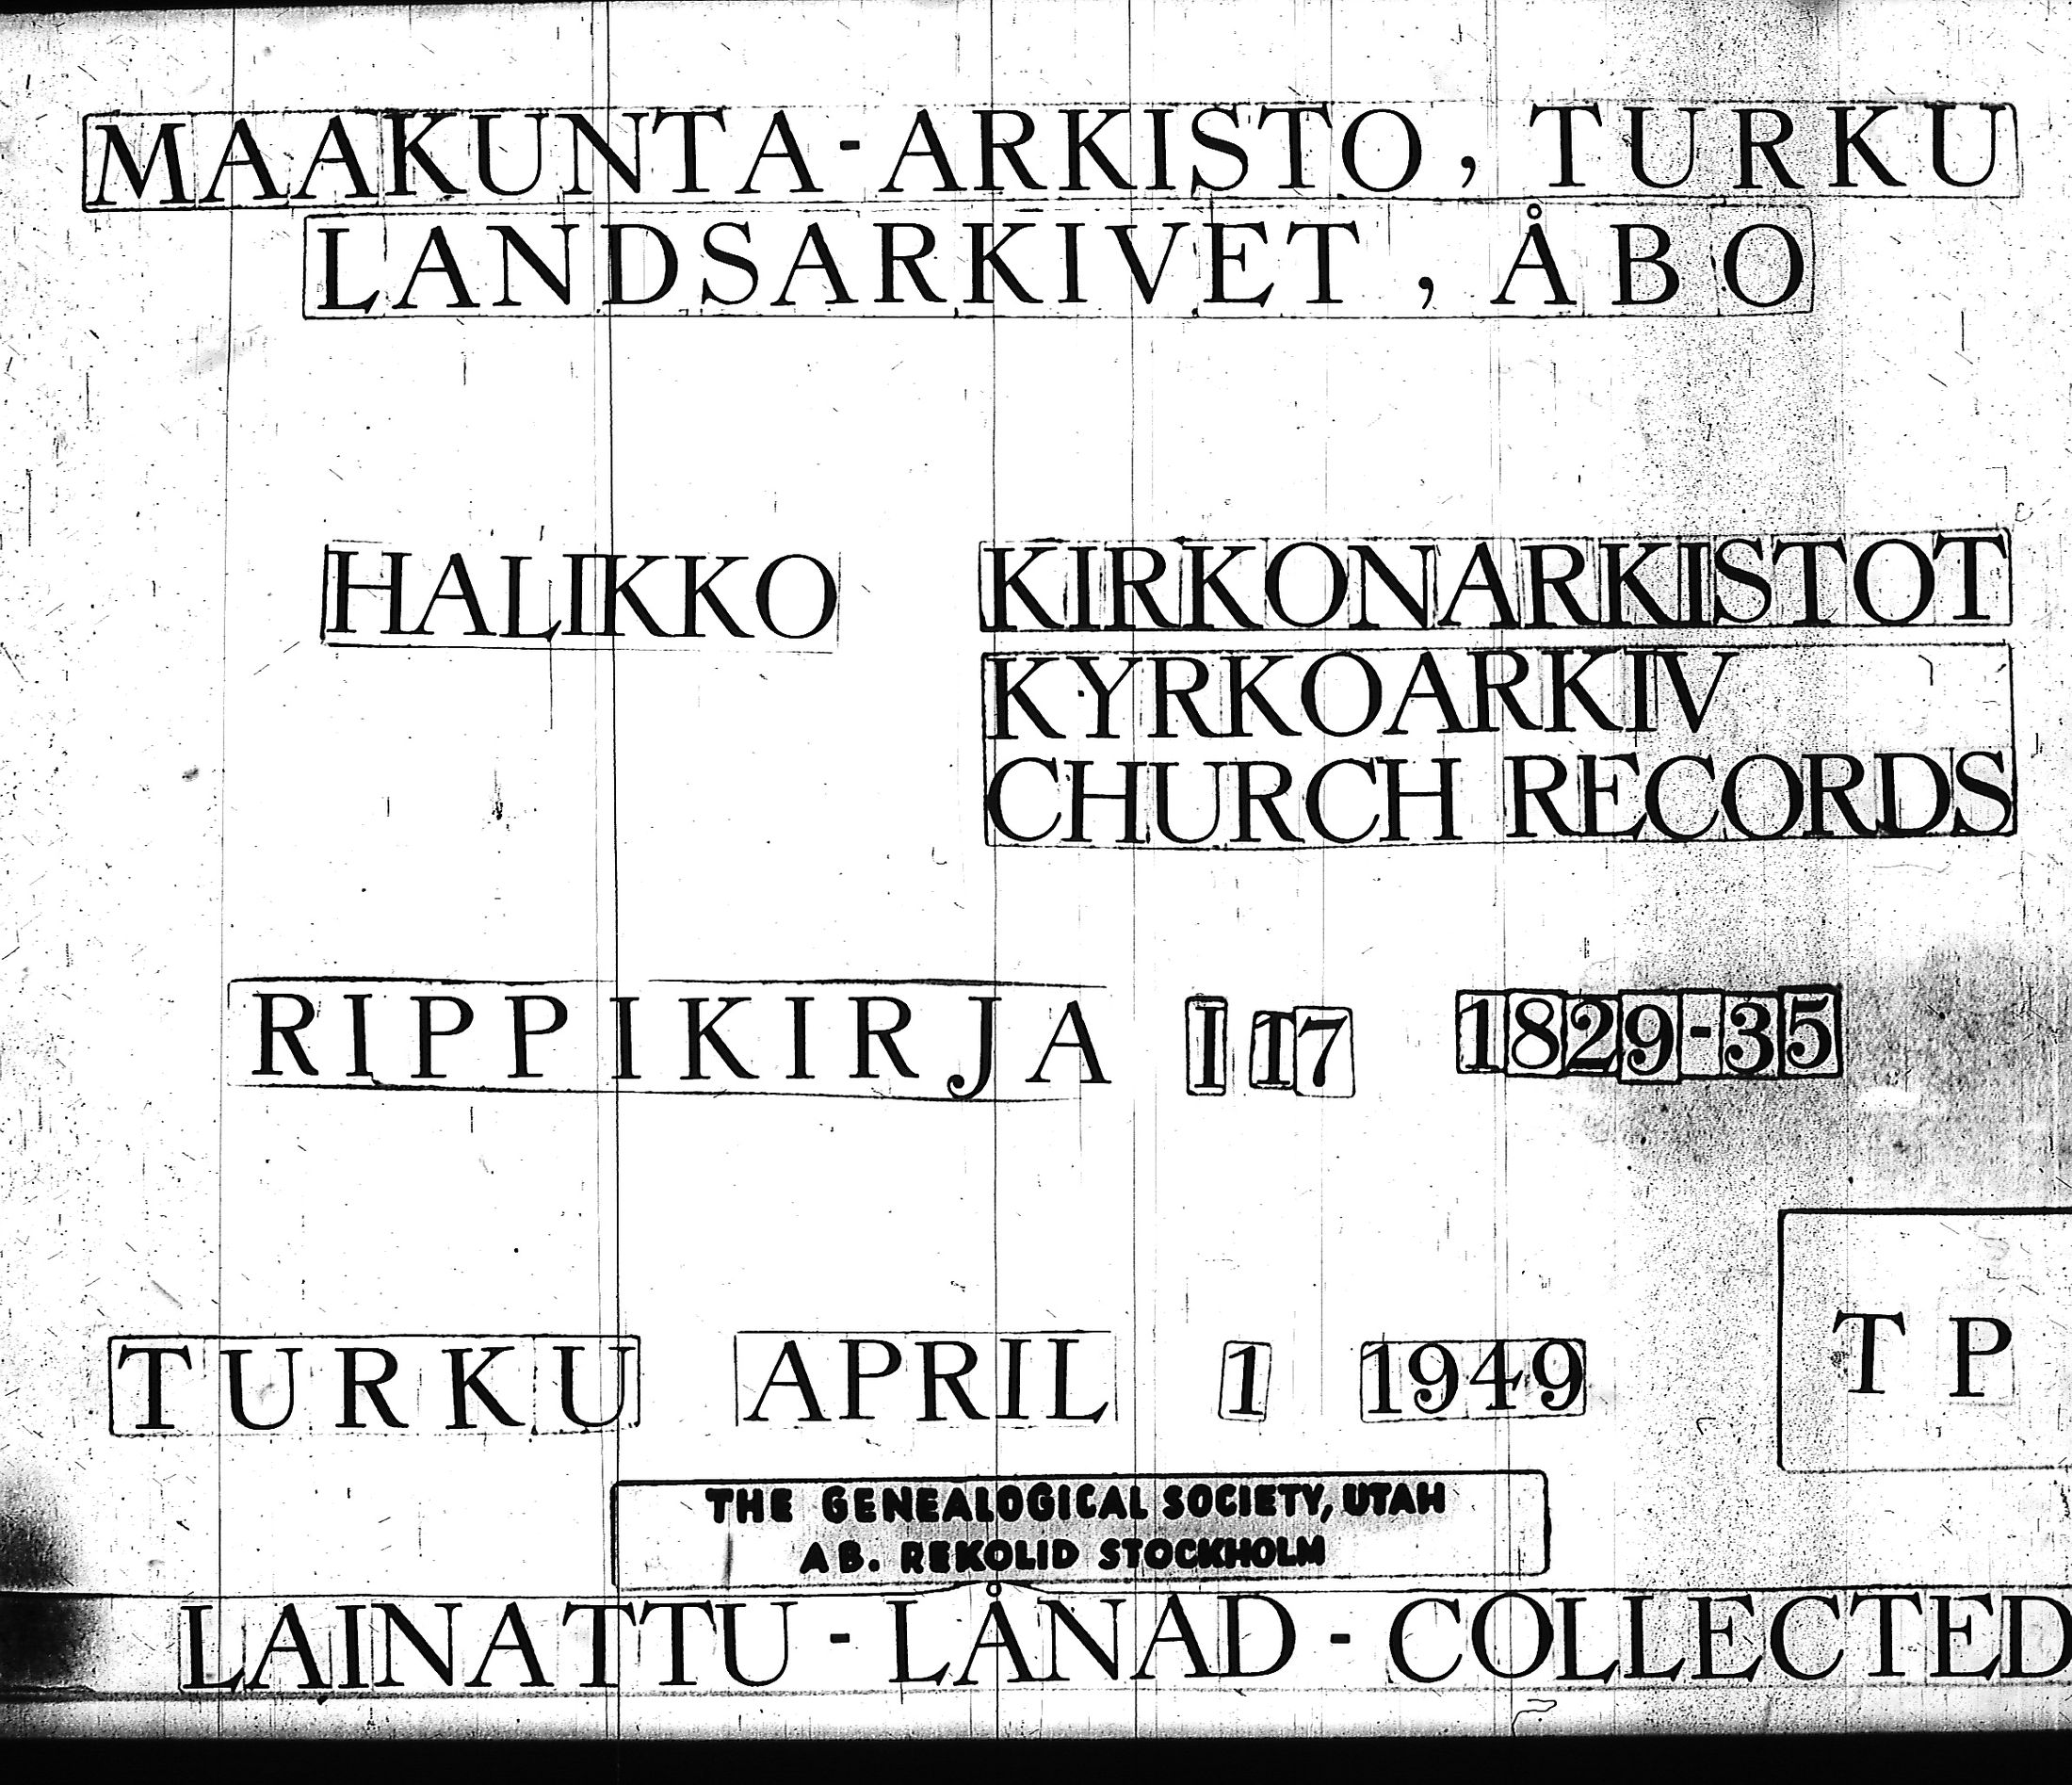 MAAKUNTA-ARKISTO, TURKU
LANDSARKIVET, ÅBO
HALIKKO KIRKONARKISTOT
KYRKOARKIV
CHURCH RECORDS
RIPPIKIRJA I 17 1829-35
TURKU APRIL 1 1949
TP
THE GENEALOGICAL SOCIETY, UTAH
AB. REKOLID STOCKHOLM
LAINATTU - LÅNAD - COLLECTED